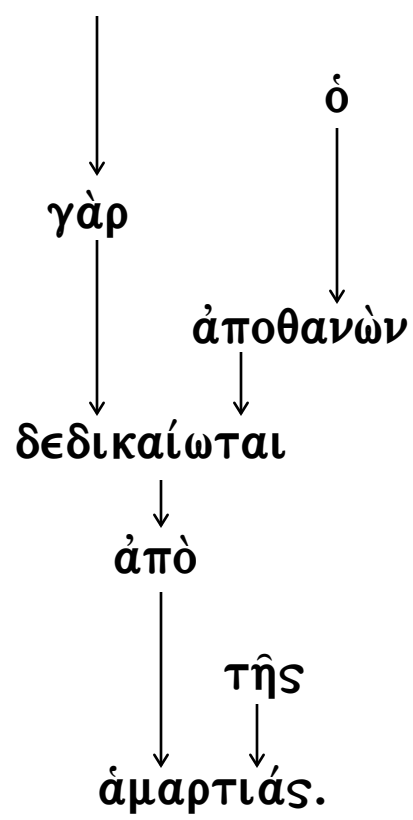 ὁ
γὰρ
ἀποθανὼν
δεδικαίωται
ἀπὸ
τῆς
ἁμαρτιάς.